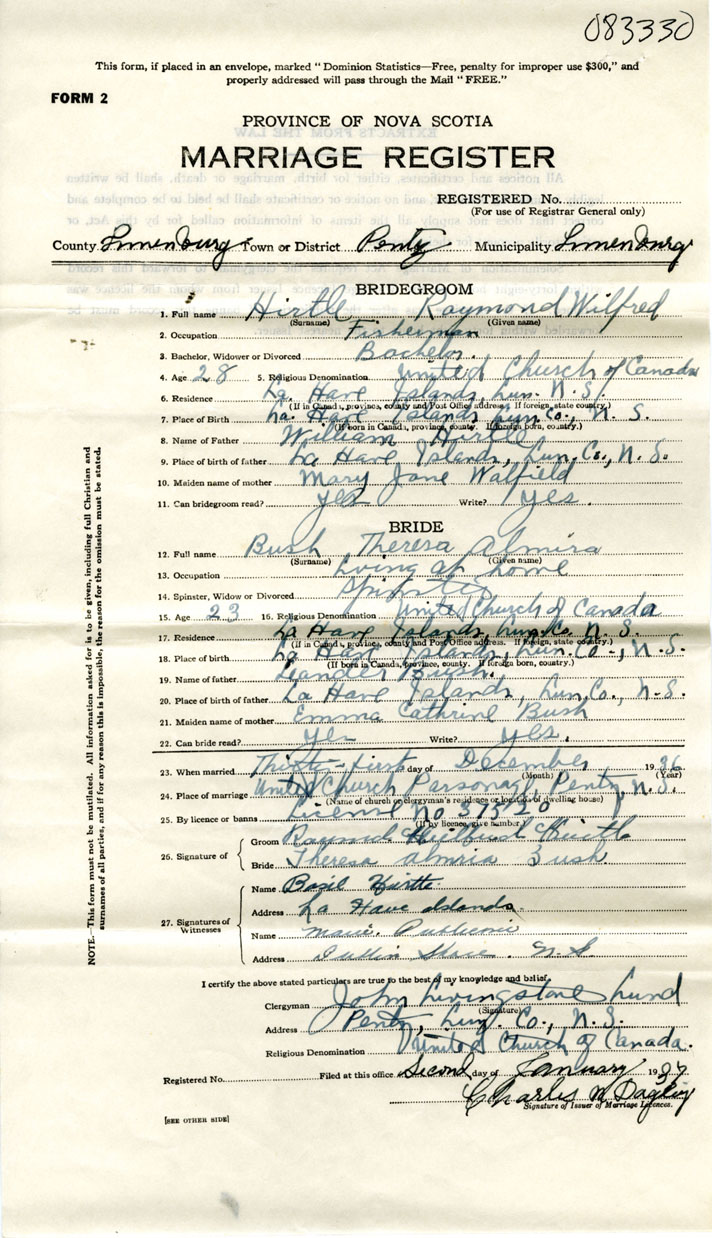 083330
This form, if placed in an envelope, marked "Dominion Statistics—Free, penalty for improper use $300," and
properly addressed will pass through the Mail "FREE."
FORM 2
PROVINCE OF NOVA SCOTIA
MARRIAGE REGISTER
REGISTERED No.
(For use of Registrar General only)
County Lunenburg Town or District Pentz Municipality Lunenburg
BRIDEGROOM
1. Full name Hirtle Raymond Wilfred
(Surname) (Given name)
2. Occupation Fisherman
3. Bachelor, Widower or Divorced Bachelor.
4. Age 28 5. Religious Denomination United Church of Canada
6. Residence La Have Islands, Lun. N. S.
(If in Canada, province, county and Post Office address. If foreign, state country.)
7. Place of Birth La Have Islands, Lun. Co., N. S.
(If born in Canada, province, county. If foreign born, country.)
8. Name of Father William Hirtle
9. Place of birth of father La Have Islands, Lun. Co., N. S.
10. Maiden name of mother Mary Jane Walfield
11. Can bridegroom read? yes Write? yes.
BRIDE
12. Full name Bush Theresa Almira
(Surname) (Given name)
13. Occupation Living at home
14. Spinster, Widow or Divorced Spinster
15. Age 23 16. Religious Denomination United Church of Canada
17. Residence La Have Islands, Lun. Co. N. S.
(If in Canada, province, county and Post Office address. If foreign, state country.)
18. Place of birth La Have Islands, Lun. Co., N. S.
(If born in Canada, province, county. If foreign born, country.)
19. Name of father Leander Bush.
20. Place of birth of father La Have Islands, Lun. Co., N. S.
21. Maiden name of mother Emma Cathrine Bush
22. Can bride read? yes Write? yes.
23. When married Thirty-first day of December 1936
(Month) (Year)
24. Place of marriage United Church Parsonage, Pentz, N. S.
(Name of church or clergyman's residence or location of dwelling house)
25. By licence or banns License No.
(If by licence, give number)
26. Signature of
Groom Raymond Hirtle
Bride Theresa Almria Bush
27. Signatures of Witnesses
Name Basil Hirtle
Address La Have Islands.
Name
Address N. S.
I certify the above stated particulars are true to the best of my knowledge and belief.
Clergyman John Livingstone Lund
(Signature)
Address Pentz, Lun. Co., N. S.
Religious Denomination United Church of Canada.
Registered No. Filed at this office Second day of January 1937
Charles M Dagley
Signature of Issuer of Marriage Licences.
[SEE OTHER SIDE]
NOTE.—This form must not be mutilated. All information asked for is to be given, including full Christian and
surnames of all parties, and if for any reason this is impossible, the reason for the omission must be stated.